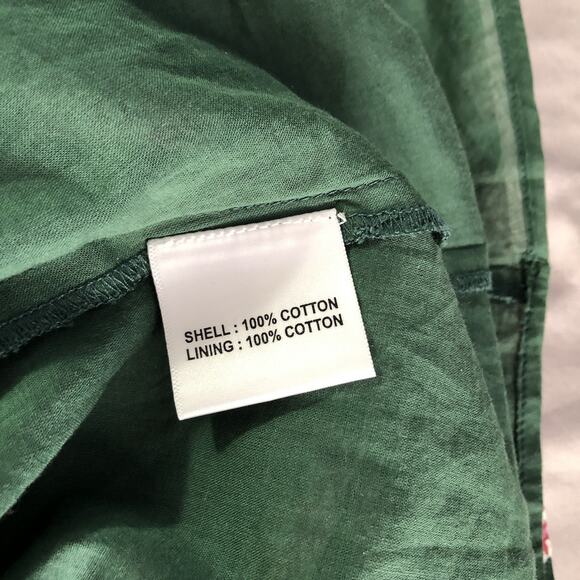 SHELL : 100% COTTON
LINING : 100% COTTON